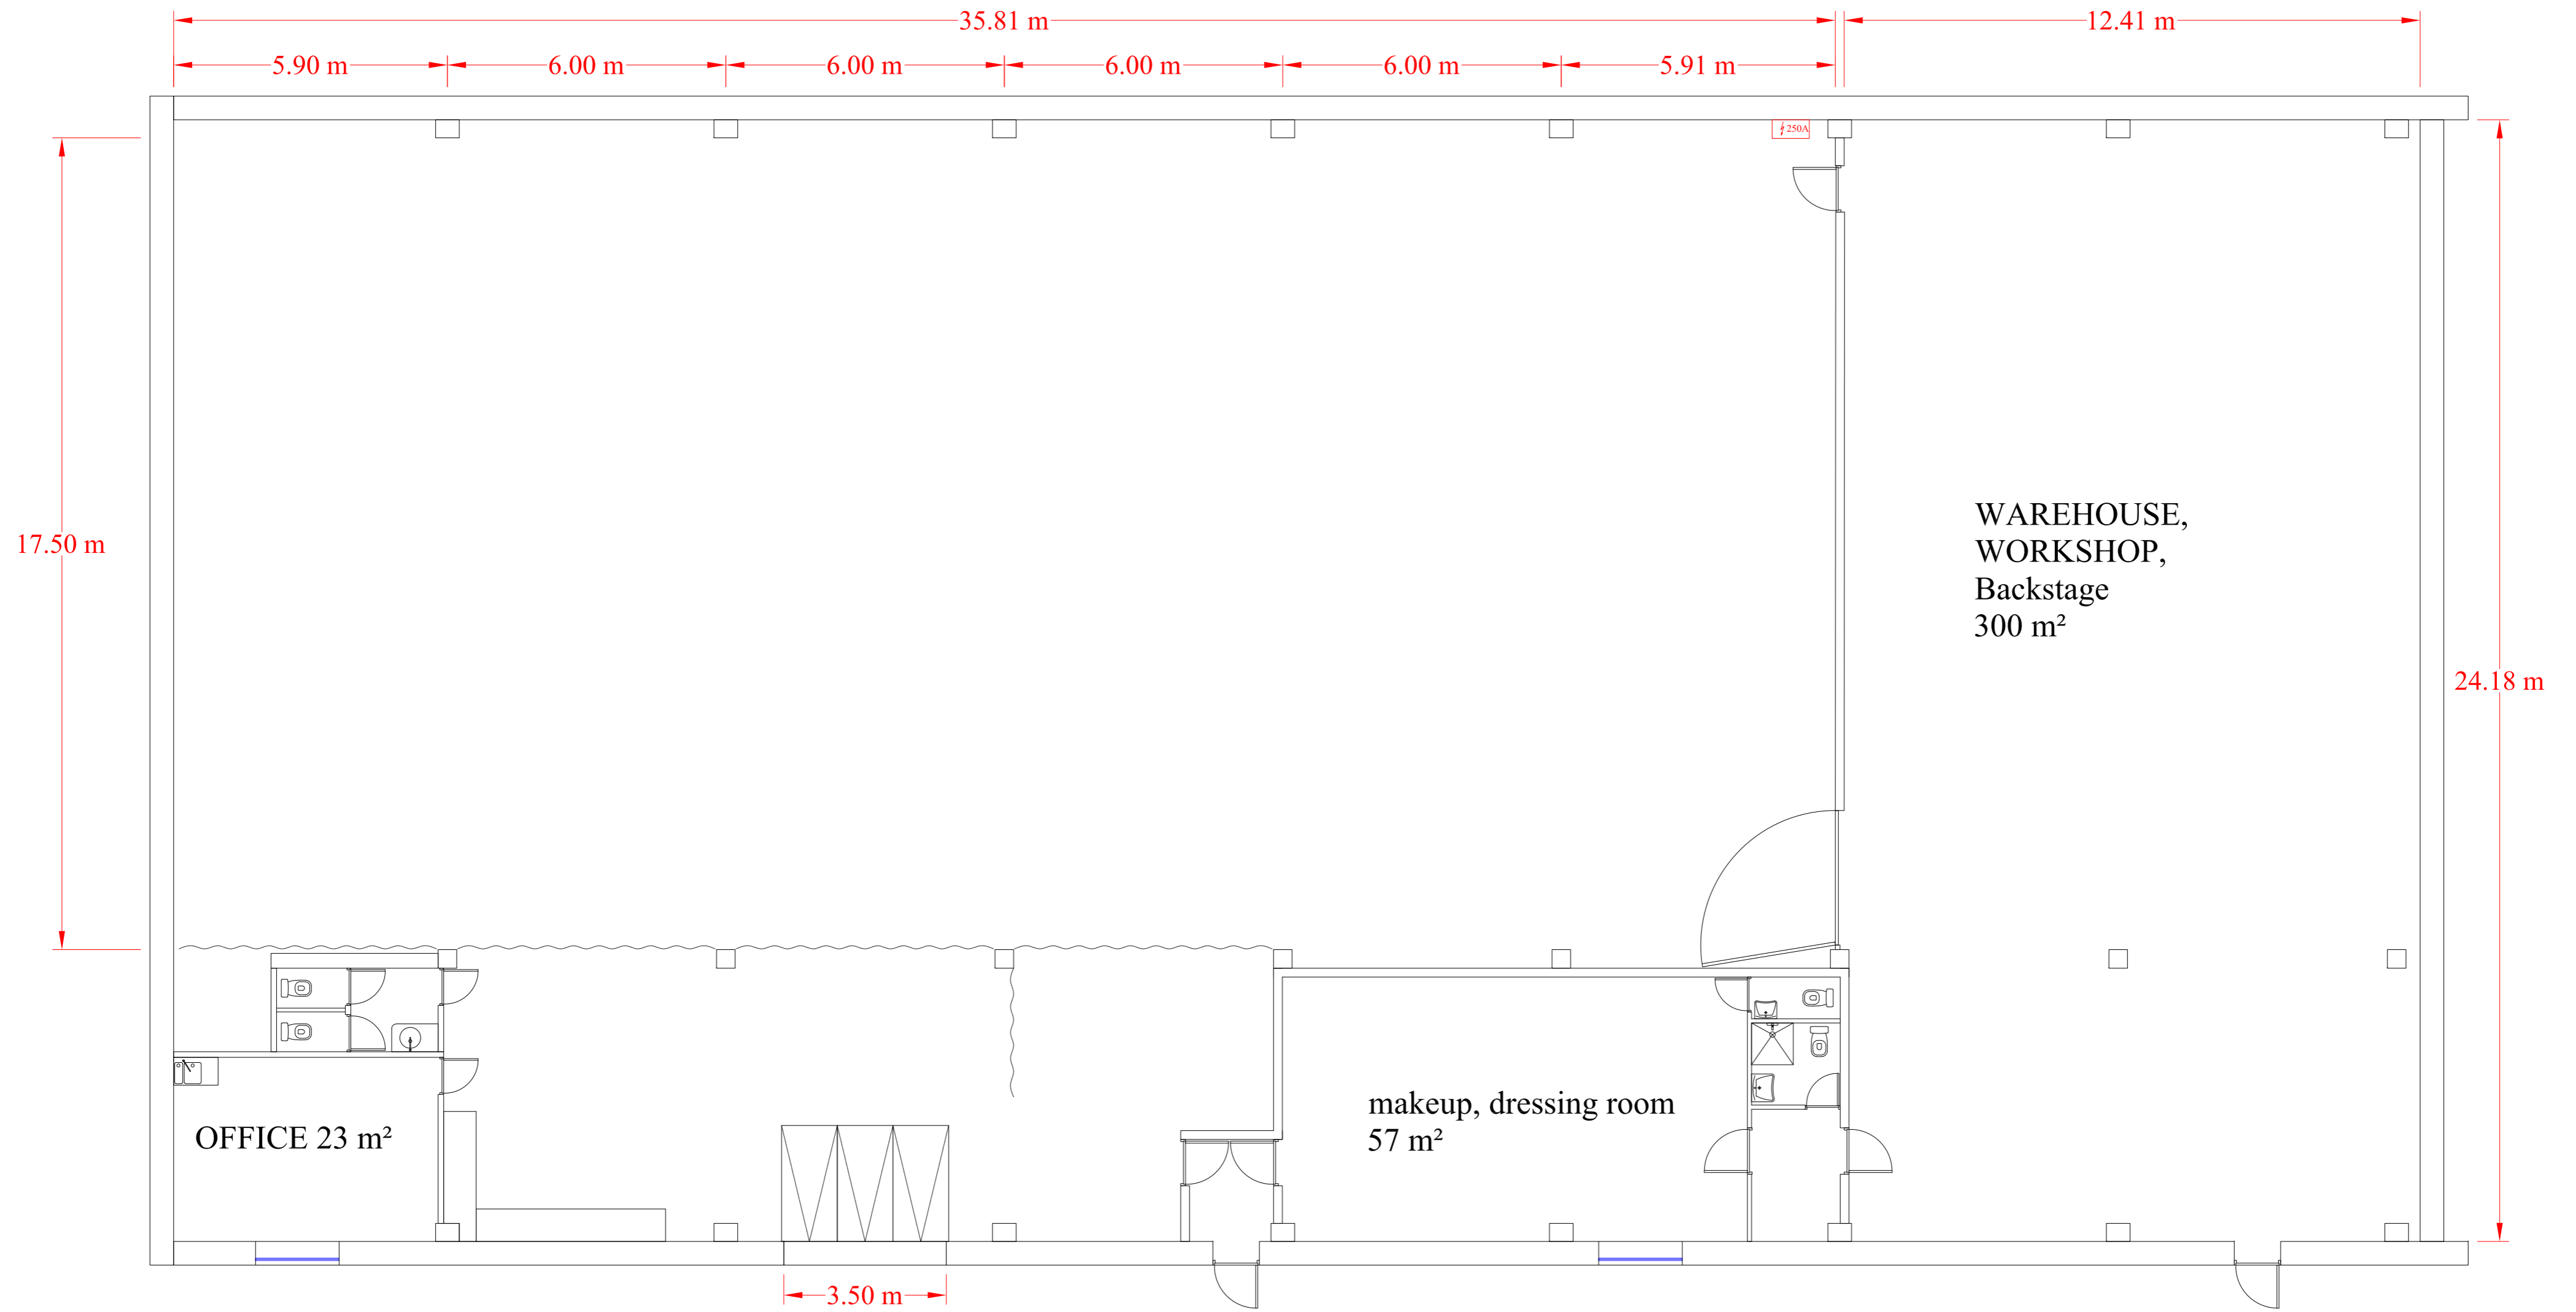 35.81 m
12.41 m
5.90 m
6.00 m
6.00 m
6.00 m
6.00 m
5.91 m
250A
17.50 m
WAREHOUSE,
WORKSHOP,
Backstage
300 m²
24.18 m
makeup, dressing room
57 m²
OFFICE 23 m²
3.50 m